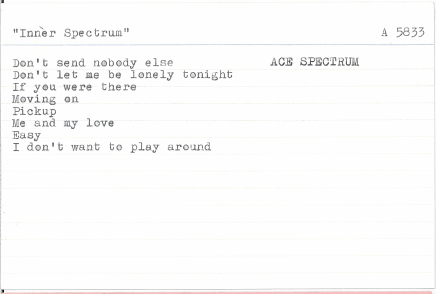 "Inner Spectrum" A 5833
Don't send nobody else ACE SPECTRUM
Don't let me be lonely tonight
If you were there
Moving on
Pickup
Me and my love
Easy
I don't want to play around